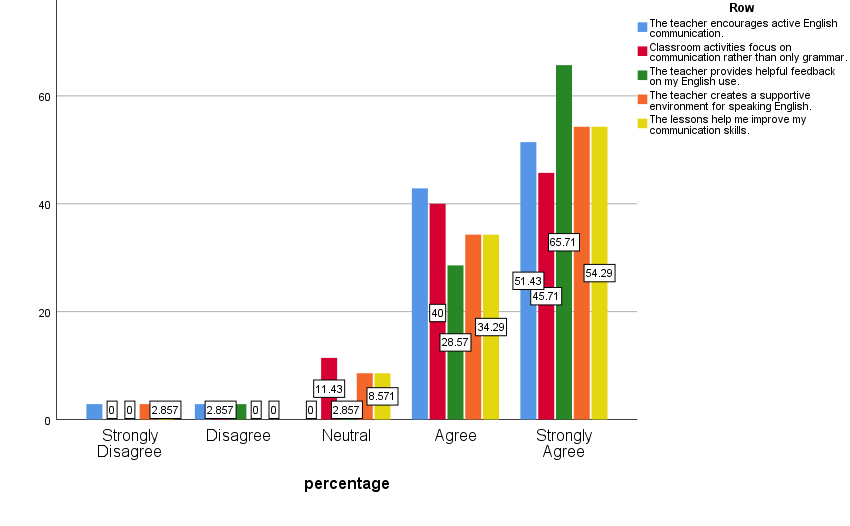 Row
The teacher encourages active English
communication.
Classroom activities focus on
communication rather than only grammar.
The teacher provides helpful feedback
on my English use.
The teacher creates a supportive
environment for speaking English.
The lessons help me improve my
communication skills.
60
40
20
0
0 0 2.857
2.857 0 0
0 11.43 2.857 8.571
40 28.57 34.29
51.43 45.71 65.71 54.29
Strongly
Disagree
Disagree
Neutral
Agree
Strongly
Agree
percentage